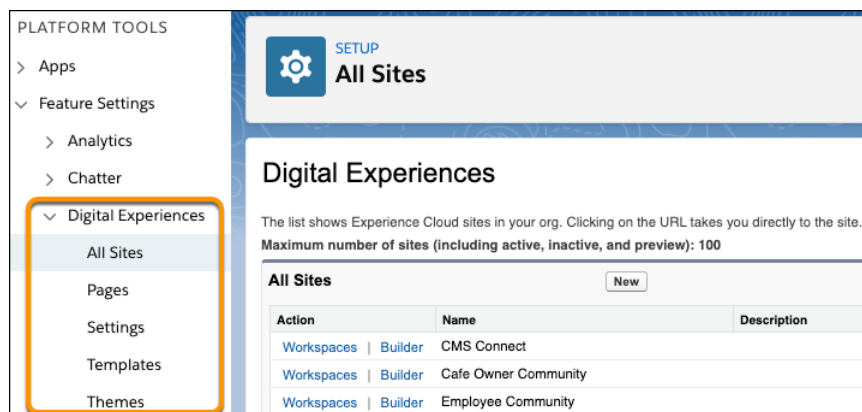 PLATFORM TOOLS
Apps
Feature Settings
Analytics
Chatter
Digital Experiences
All Sites
Pages
Settings
Templates
Themes
SETUP
All Sites
Digital Experiences
The list shows Experience Cloud sites in your org. Clicking on the URL takes you directly to the site.
Maximum number of sites (including active, inactive, and preview): 100
All Sites New
Action Name Description
Workspaces | Builder CMS Connect
Workspaces | Builder Cafe Owner Community
Workspaces | Builder Employee Community